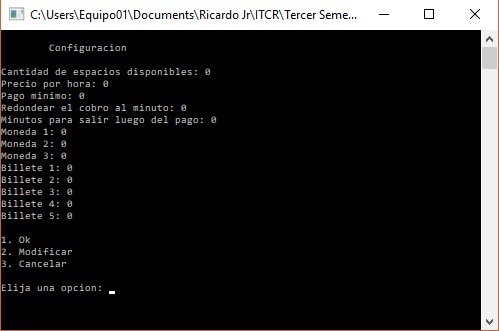 C:\Users\Equipo01\Documents\Ricardo Jr\ITCR\Tercer Seme...
Configuracion
Cantidad de espacios disponibles: 0
Precio por hora: 0
Pago minimo: 0
Redondear el cobro al minuto: 0
Minutos para salir luego del pago: 0
Moneda 1: 0
Moneda 2: 0
Moneda 3: 0
Billete 1: 0
Billete 2: 0
Billete 3: 0
Billete 4: 0
Billete 5: 0
1. Ok
2. Modificar
3. Cancelar
Elija una opcion: